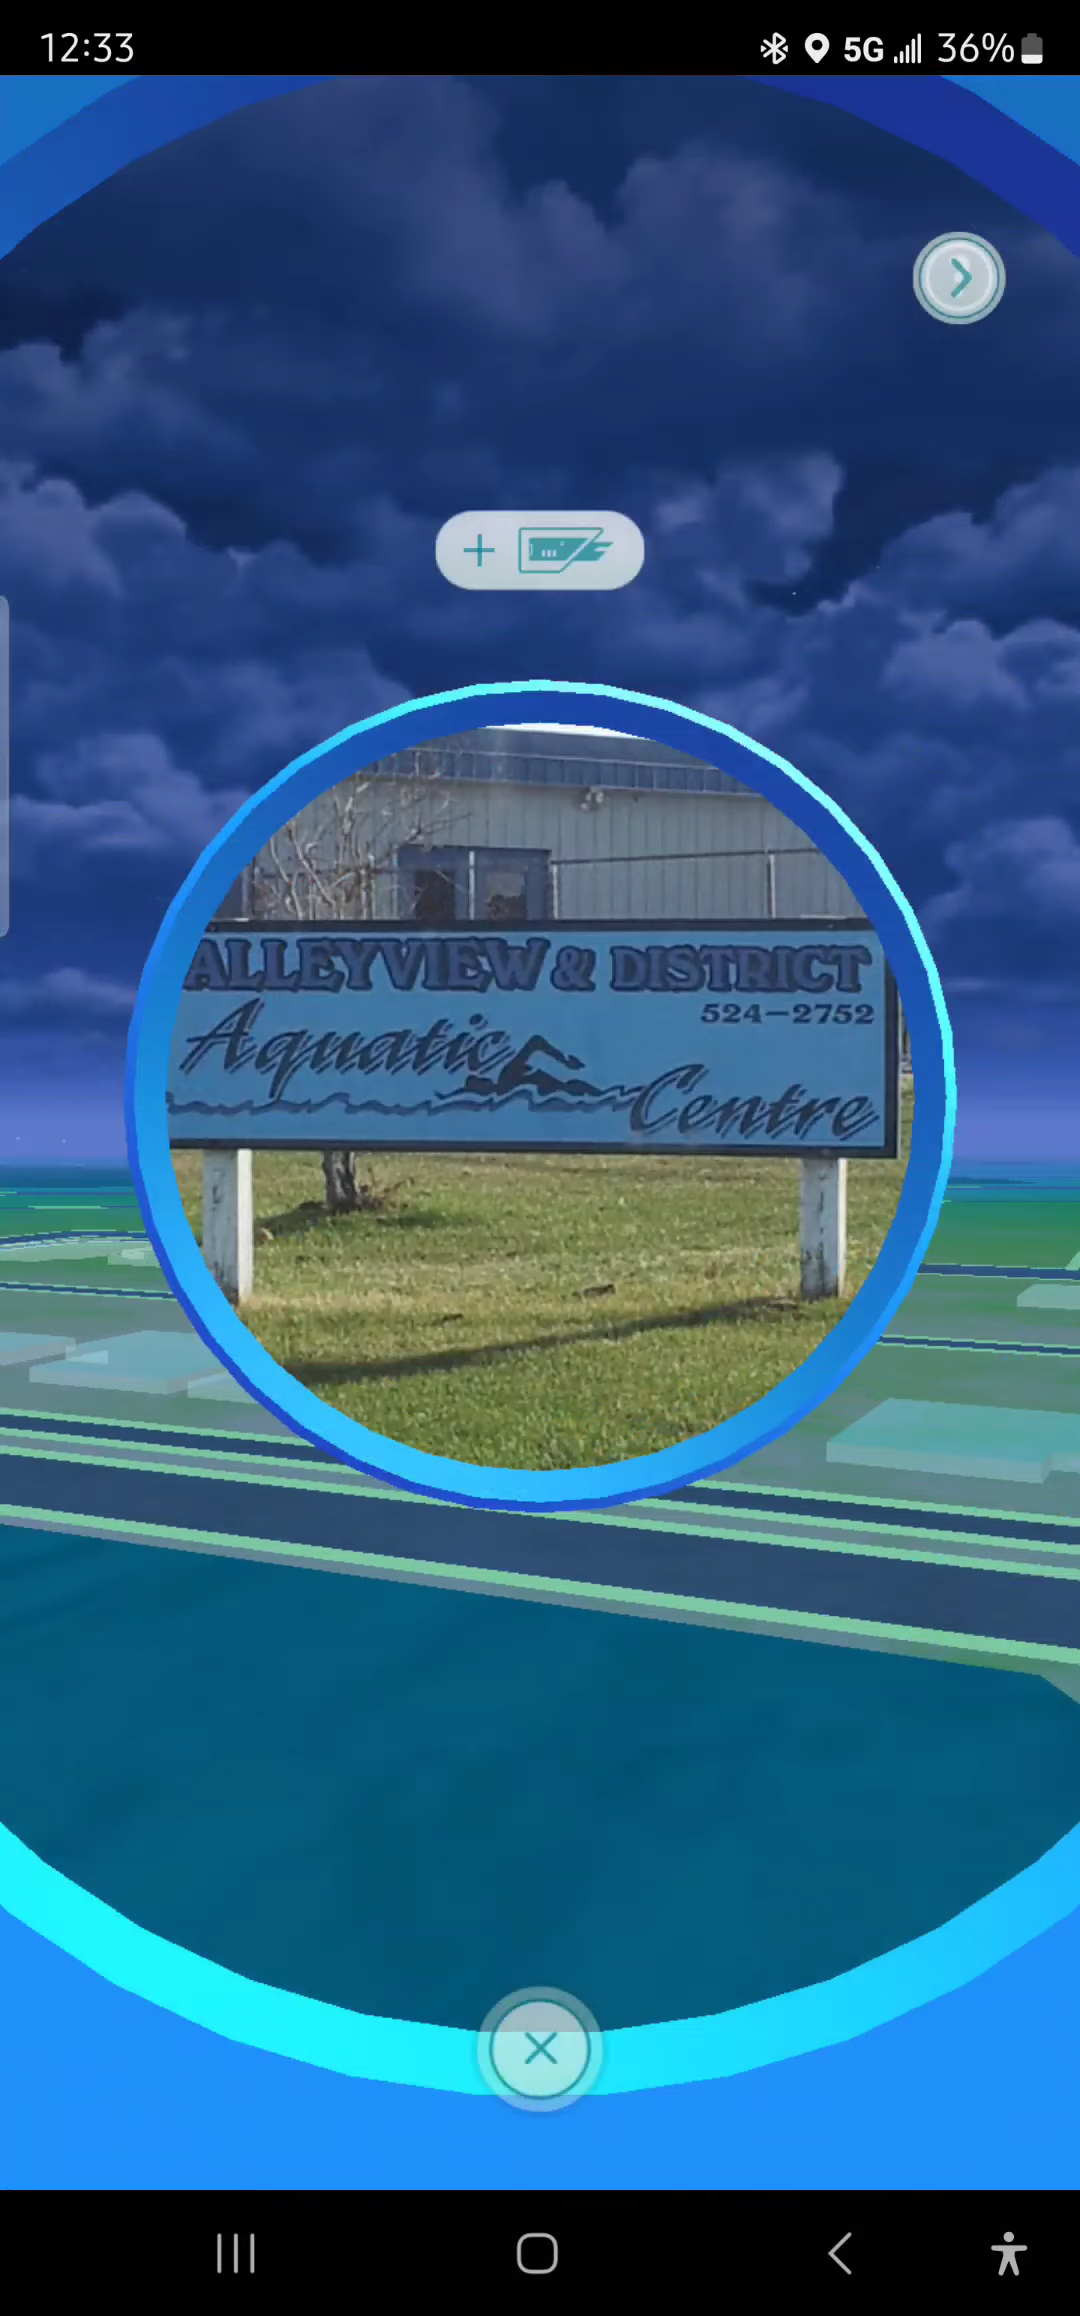 12:33
5G
36%
ALLEYVIEW & DISTRICT
524-2752
Aquatic
Centre